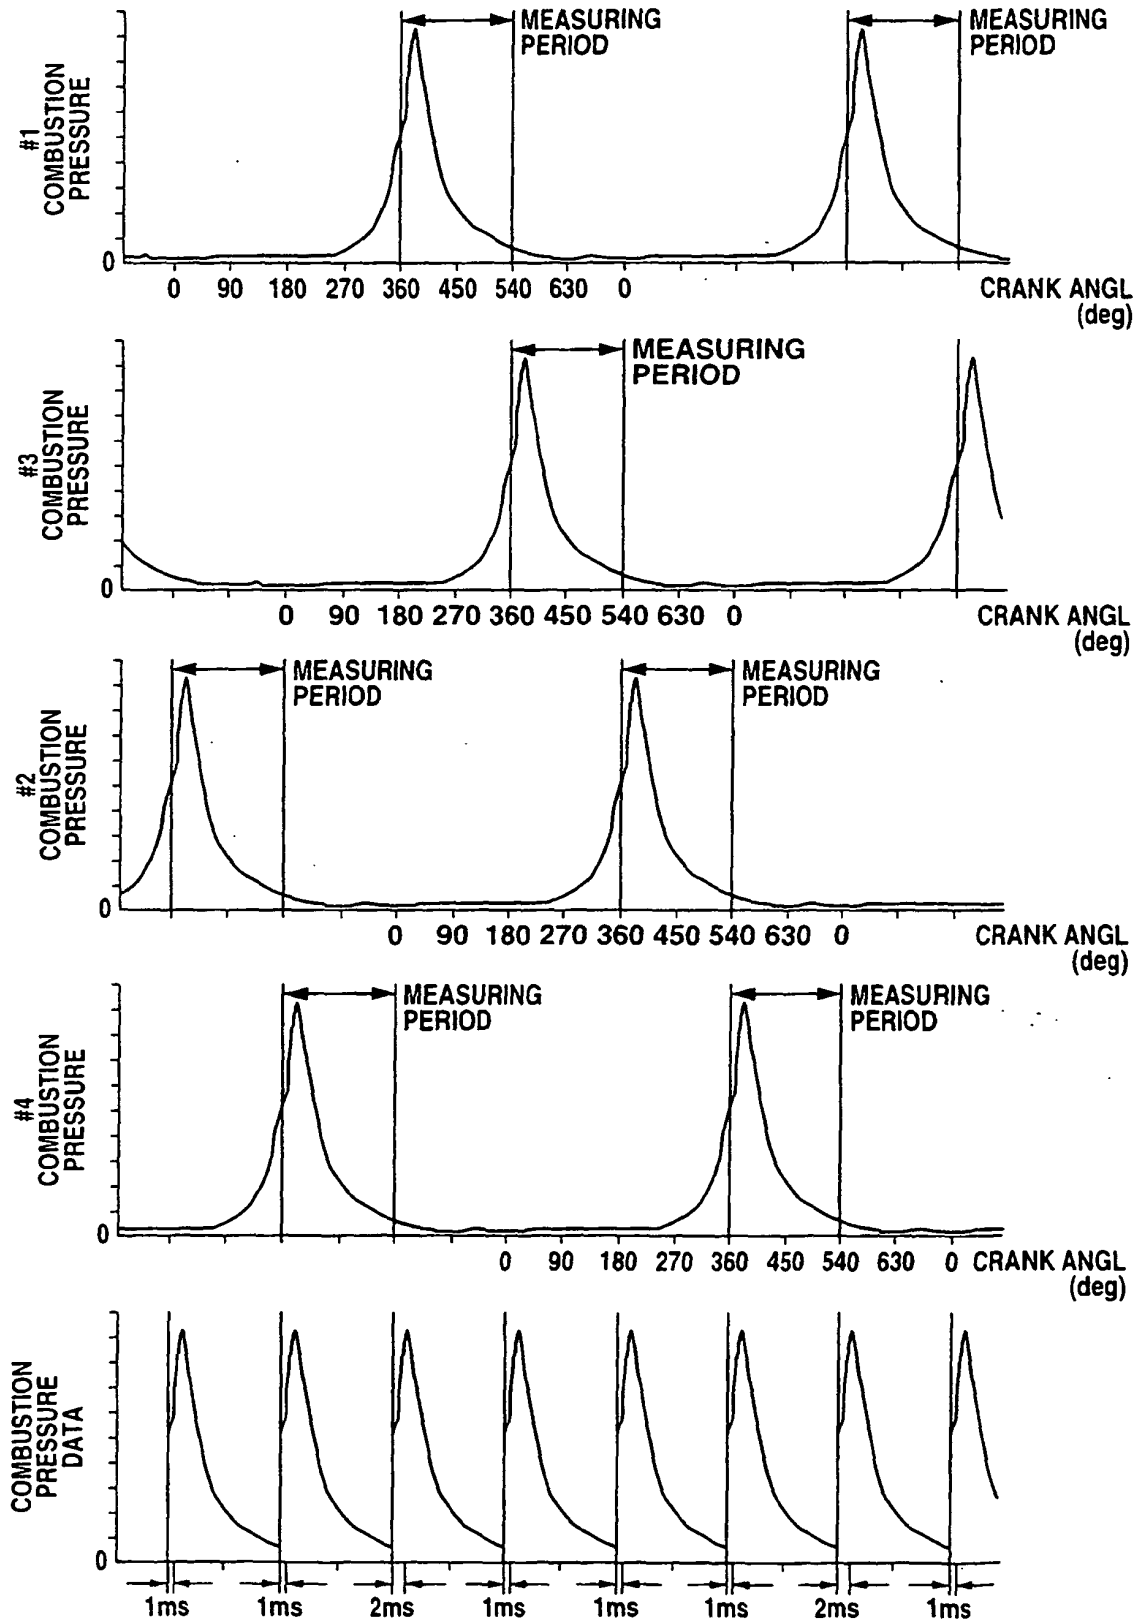 MEASURING
PERIOD
MEASURING
PERIOD
#1
COMBUSTION
PRESSURE
0
0 90 180 270 360 450 540 630 0
CRANK ANGL
(deg)
MEASURING
PERIOD
#3
COMBUSTION
PRESSURE
0
0 90 180 270 360 450 540 630 0
CRANK ANGL
(deg)
MEASURING
PERIOD
MEASURING
PERIOD
#2
COMBUSTION
PRESSURE
0
0 90 180 270 360 450 540 630 0
CRANK ANGL
(deg)
MEASURING
PERIOD
MEASURING
PERIOD
#4
COMBUSTION
PRESSURE
0
0 90 180 270 360 450 540 630 0
CRANK ANGL
(deg)
COMBUSTION
PRESSURE
DATA
0
1ms 1ms 2ms 1ms 1ms 1ms 2ms 1ms